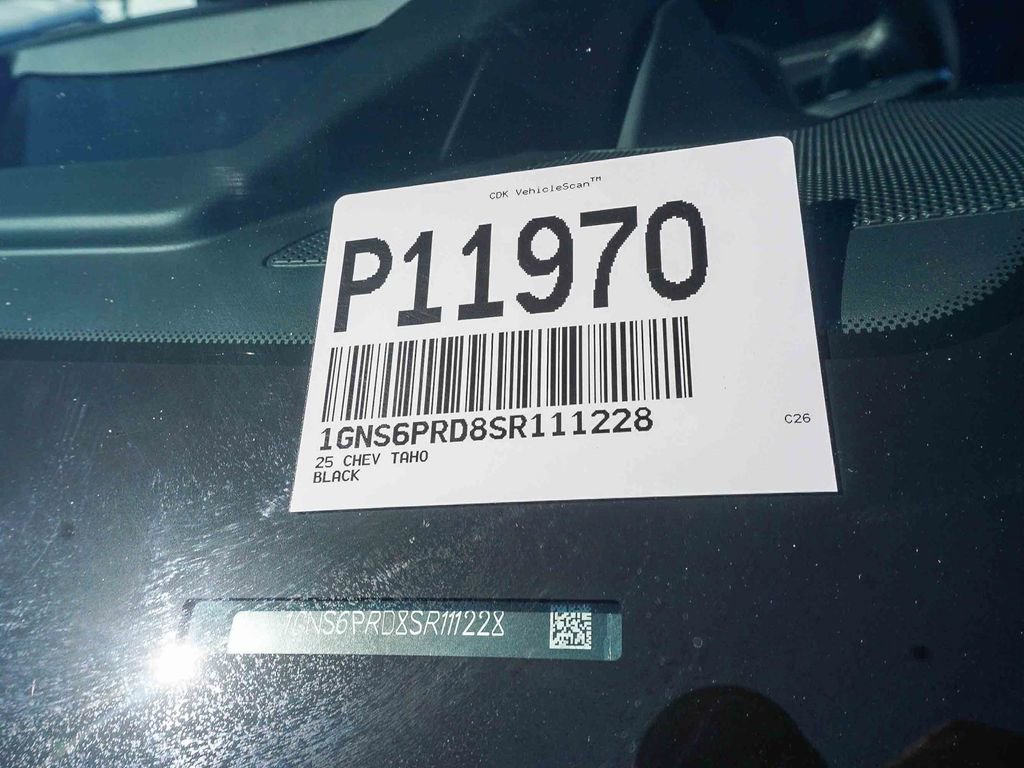 CDK VehicleScan™
P11970
1GNS6PRD8SR111228
25 CHEV TAHO
BLACK
C26
1GNS6PRD8SR111228